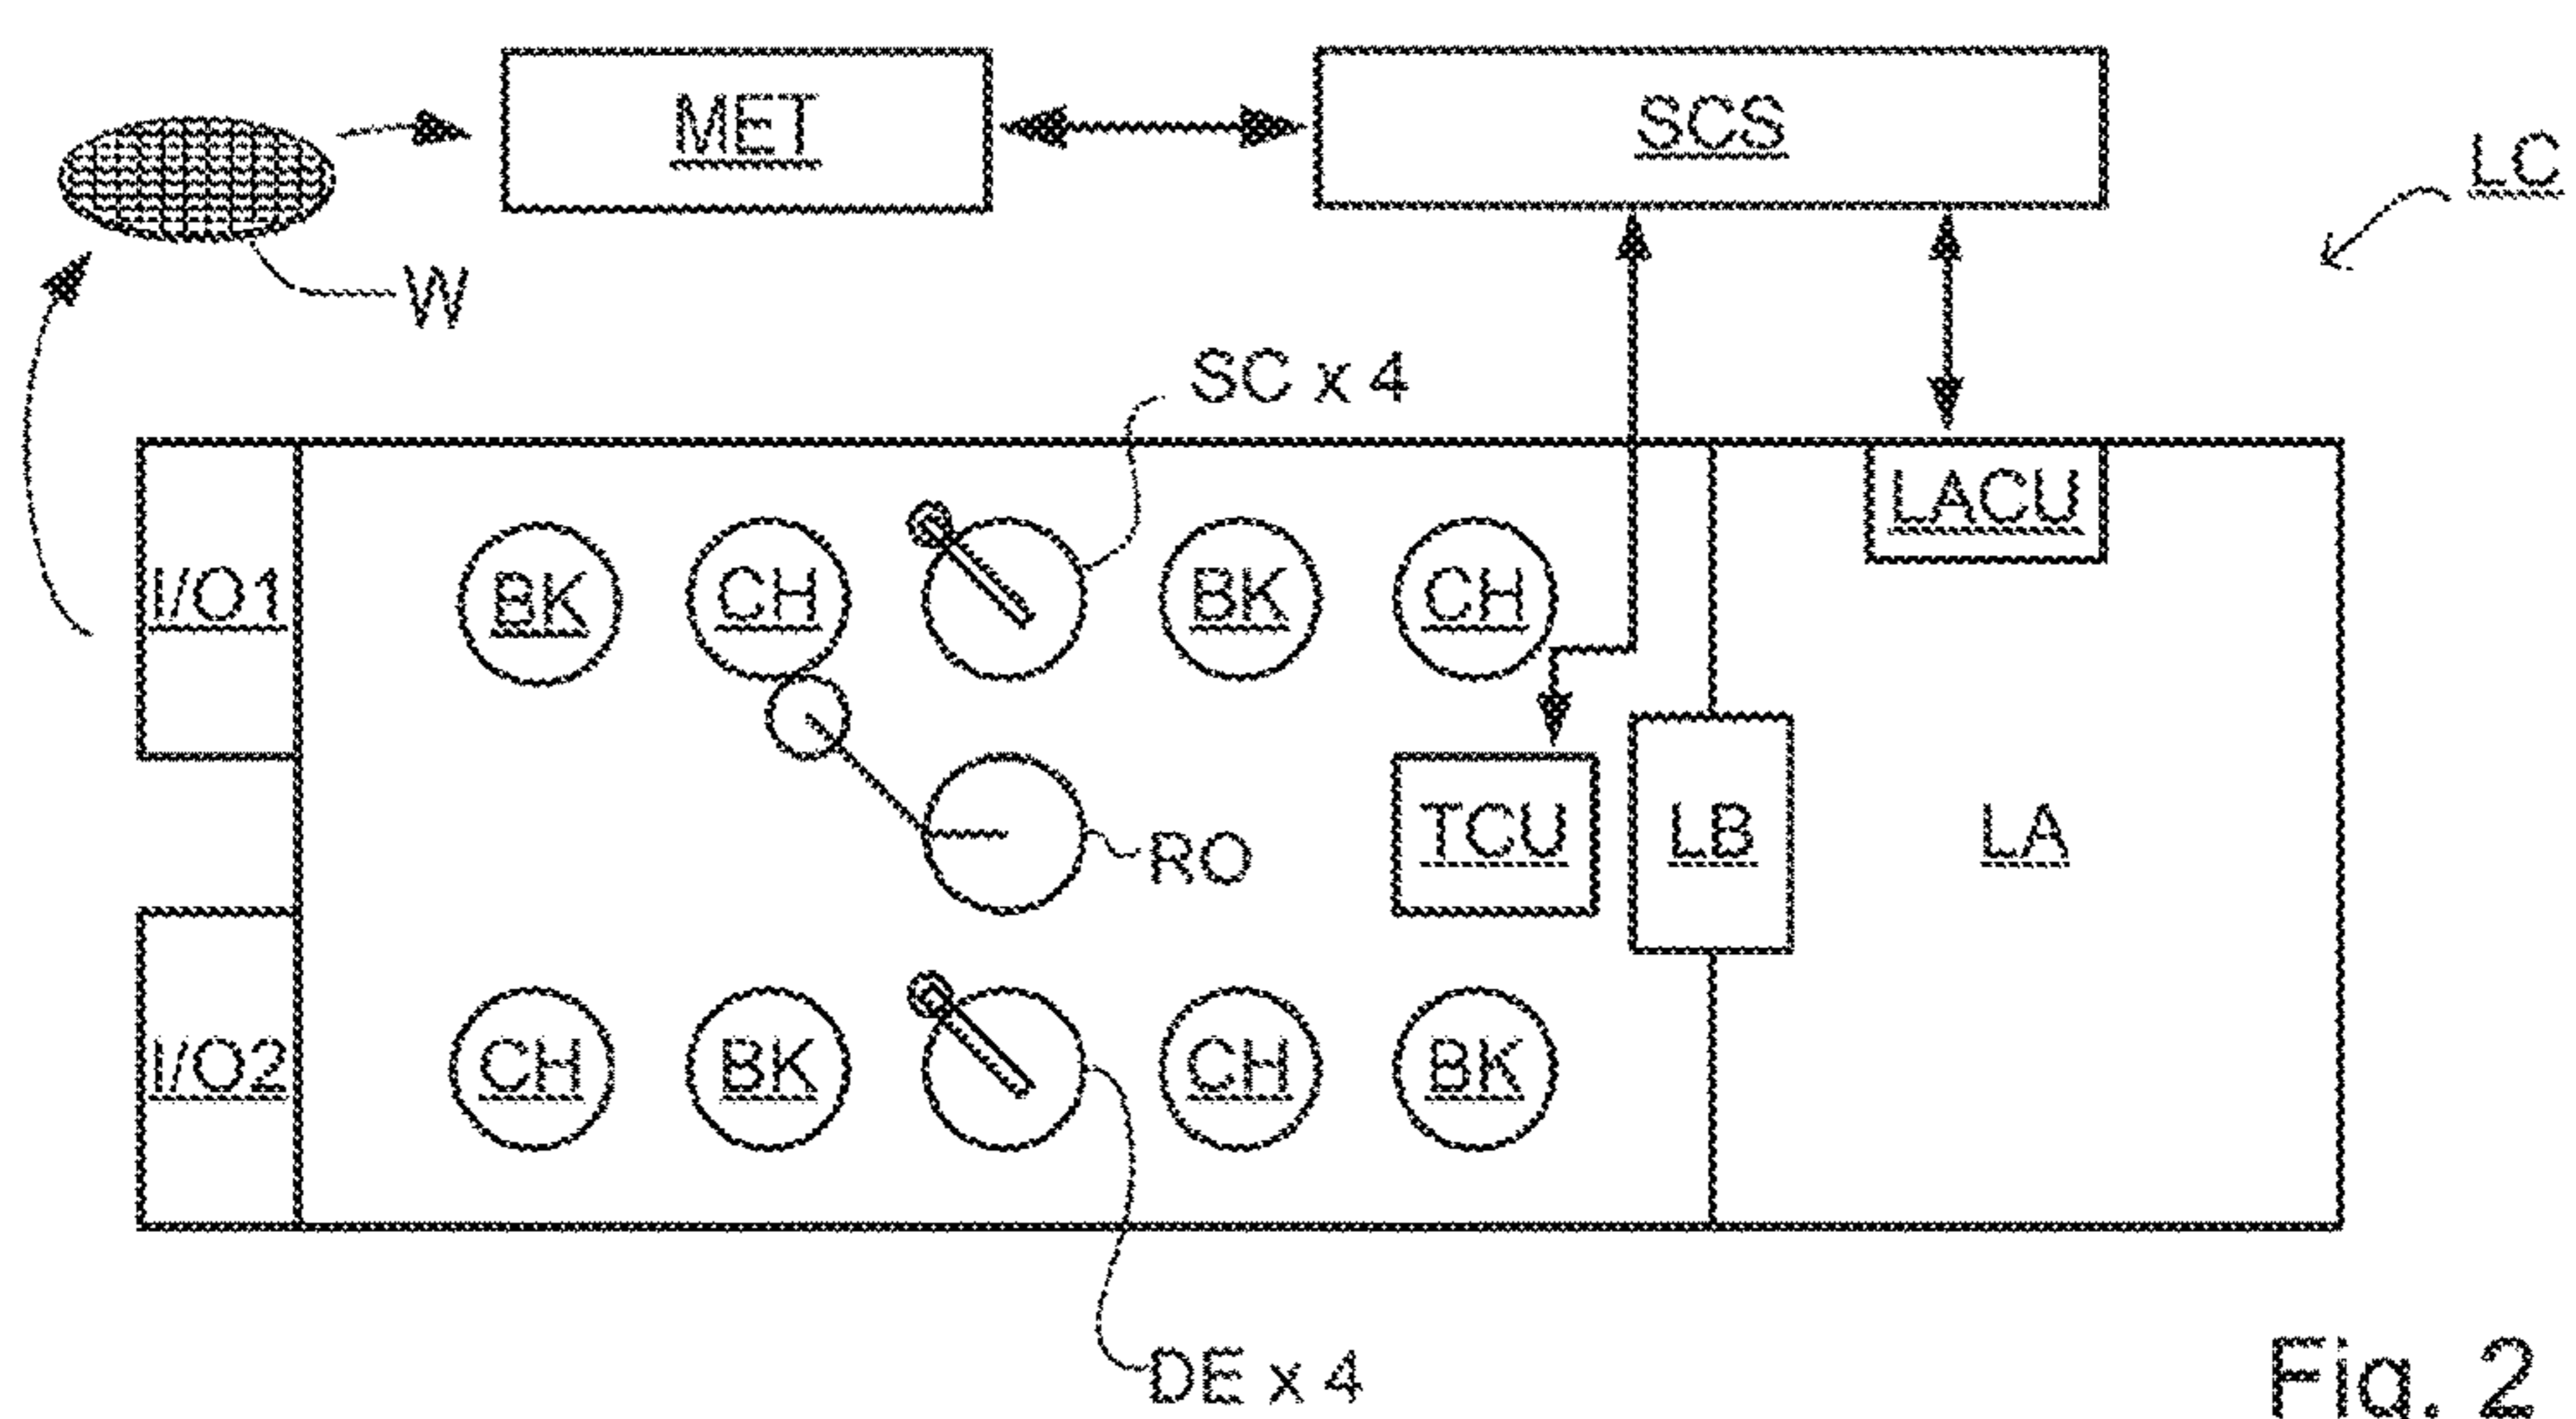 MET
SCS
LC
W
SC x 4
LACU
I/O1
BK
CH
BK
CH
RO
TCU
LB
LA
I/O2
CH
BK
CH
BK
DE x 4
Fig. 2